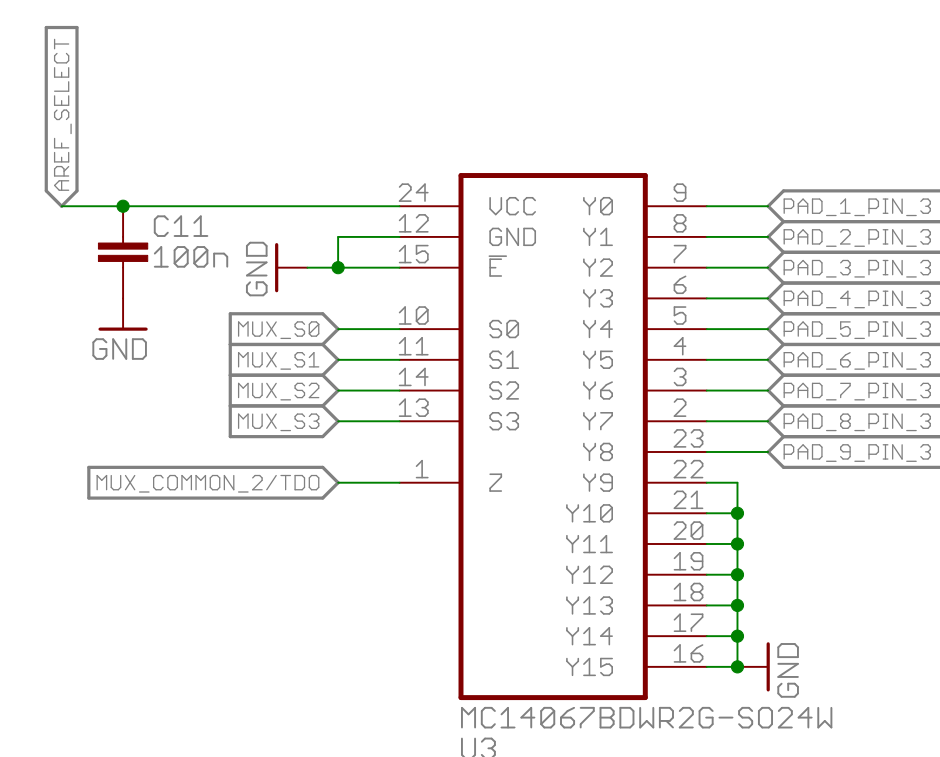 AREF_SELECT
C11
100n
GND
GND
24 VCC Y0 9 PAD_1_PIN_3
12 GND Y1 8 PAD_2_PIN_3
15 E Y2 7 PAD_3_PIN_3
Y3 6 PAD_4_PIN_3
MUX_S0 10 S0 Y4 5 PAD_5_PIN_3
MUX_S1 11 S1 Y5 4 PAD_6_PIN_3
MUX_S2 14 S2 Y6 3 PAD_7_PIN_3
MUX_S3 13 S3 Y7 2 PAD_8_PIN_3
Y8 23 PAD_9_PIN_3
MUX_COMMON_2/TDO 1 Z Y9 22
Y10 21
Y11 20
Y12 19
Y13 18
Y14 17
Y15 16
GND
MC14067BDWR2G-SO24W
U3